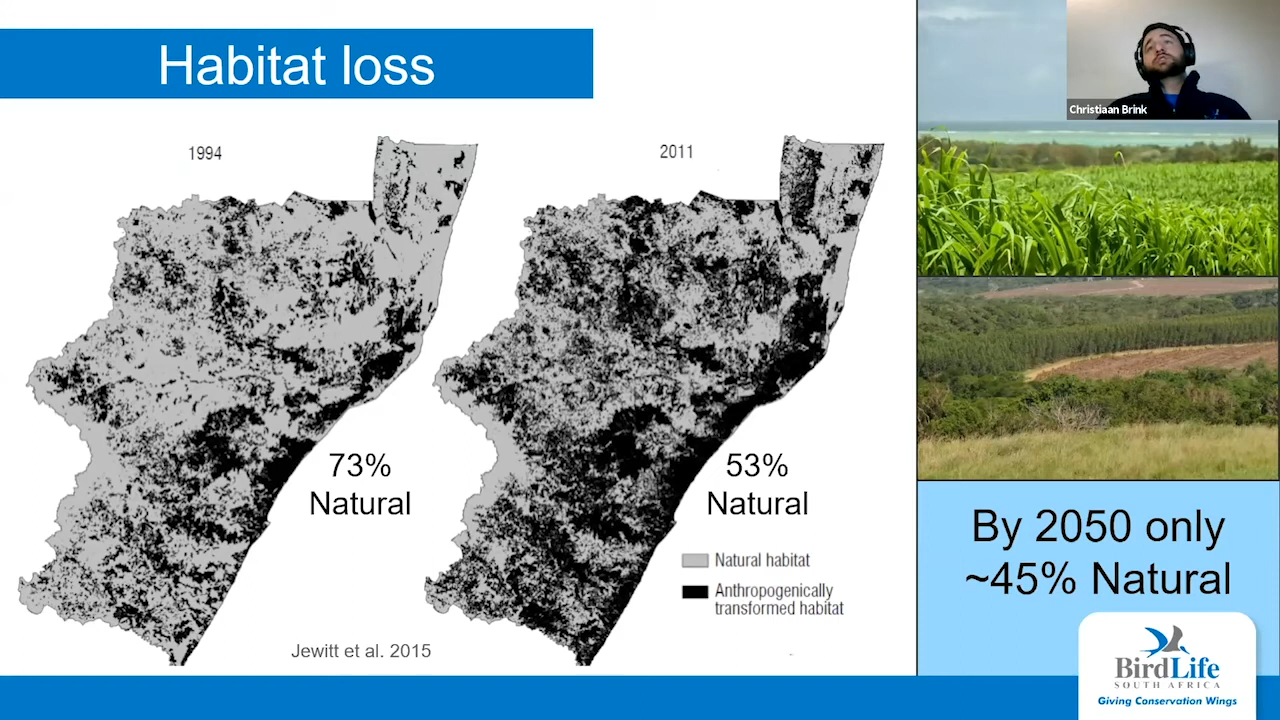 Habitat loss
Christiaan Brink
1994
2011
73%
Natural
53%
Natural
Natural habitat
Anthropogenically
transformed habitat
Jewitt et al. 2015
By 2050 only
~45% Natural
BirdLife
SOUTH AFRICA
Giving Conservation Wings